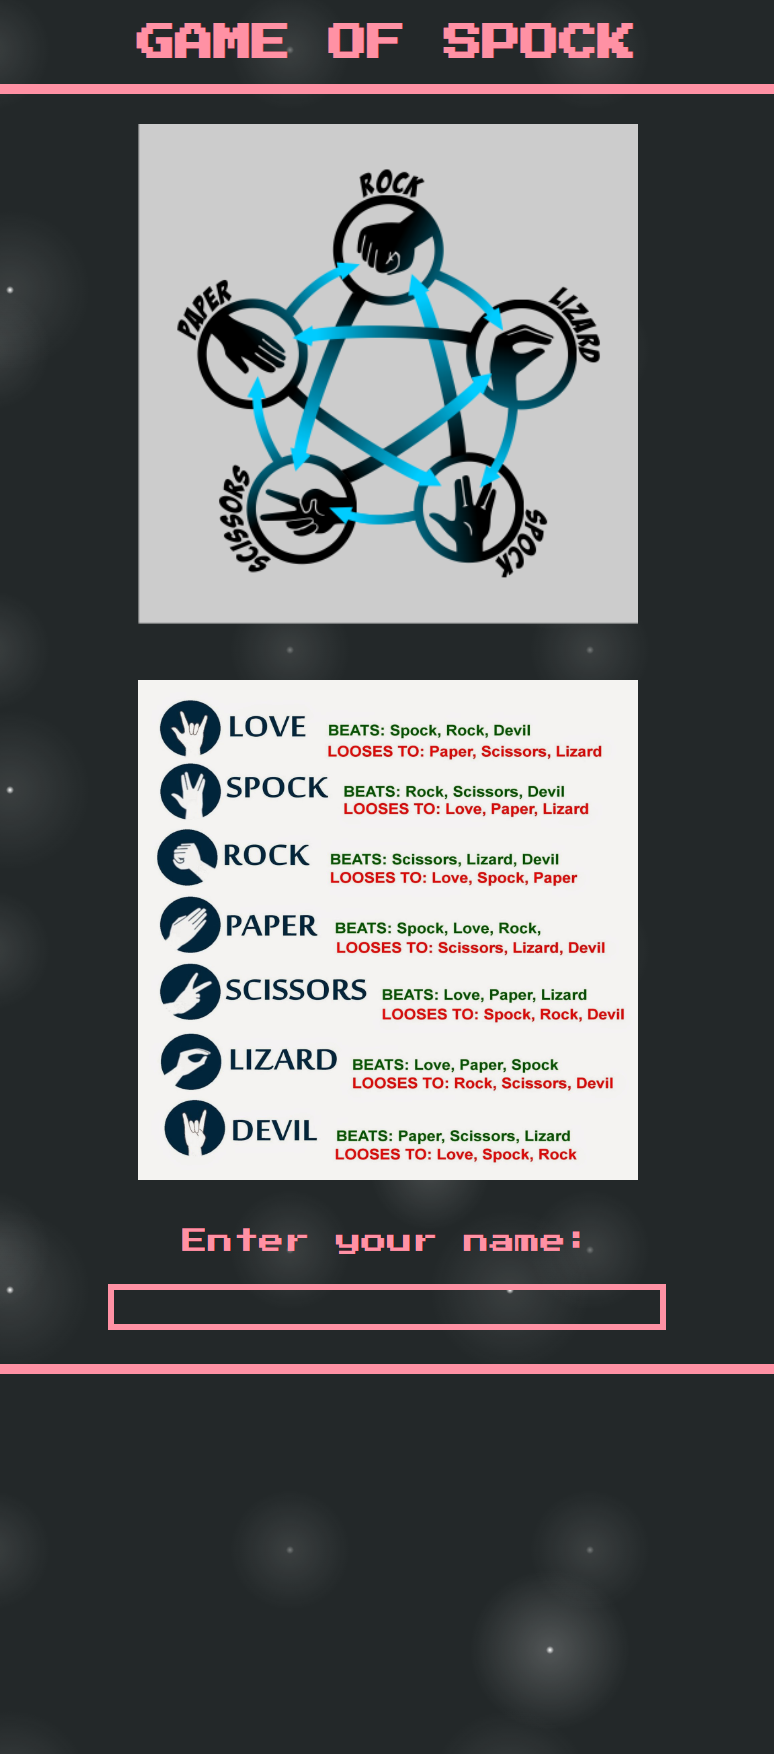 GAME OF SPOCK
ROCK
PAPER
LIZARD
SCISSORS
SPOCK
LOVE
BEATS: Spock, Rock, Devil
LOOSES TO: Paper, Scissors, Lizard
SPOCK
BEATS: Rock, Scissors, Devil
LOOSES TO: Love, Paper, Lizard
ROCK
BEATS: Scissors, Lizard, Devil
LOOSES TO: Love, Spock, Paper
PAPER
BEATS: Spock, Love, Rock,
LOOSES TO: Scissors, Lizard, Devil
SCISSORS
BEATS: Love, Paper, Lizard
LOOSES TO: Spock, Rock, Devil
LIZARD
BEATS: Love, Paper, Spock
LOOSES TO: Rock, Scissors, Devil
DEVIL
BEATS: Paper, Scissors, Lizard
LOOSES TO: Love, Spock, Rock
Enter your name: